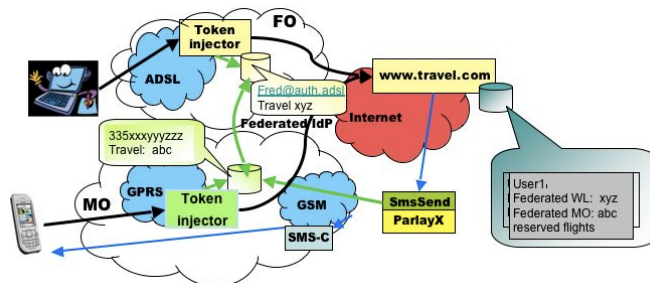 FO
Token
injector
ADSL
www.travel.com
Fred@auth.adsl
Travel xyz
Federated IdP
Internet
335xxxyyyzzz
Travel: abc
GPRS
MO
Token
injector
GSM
SMS-C
SmsSend
ParlayX
User1,
Federated WL: xyz
Federated MO: abc
reserved flights